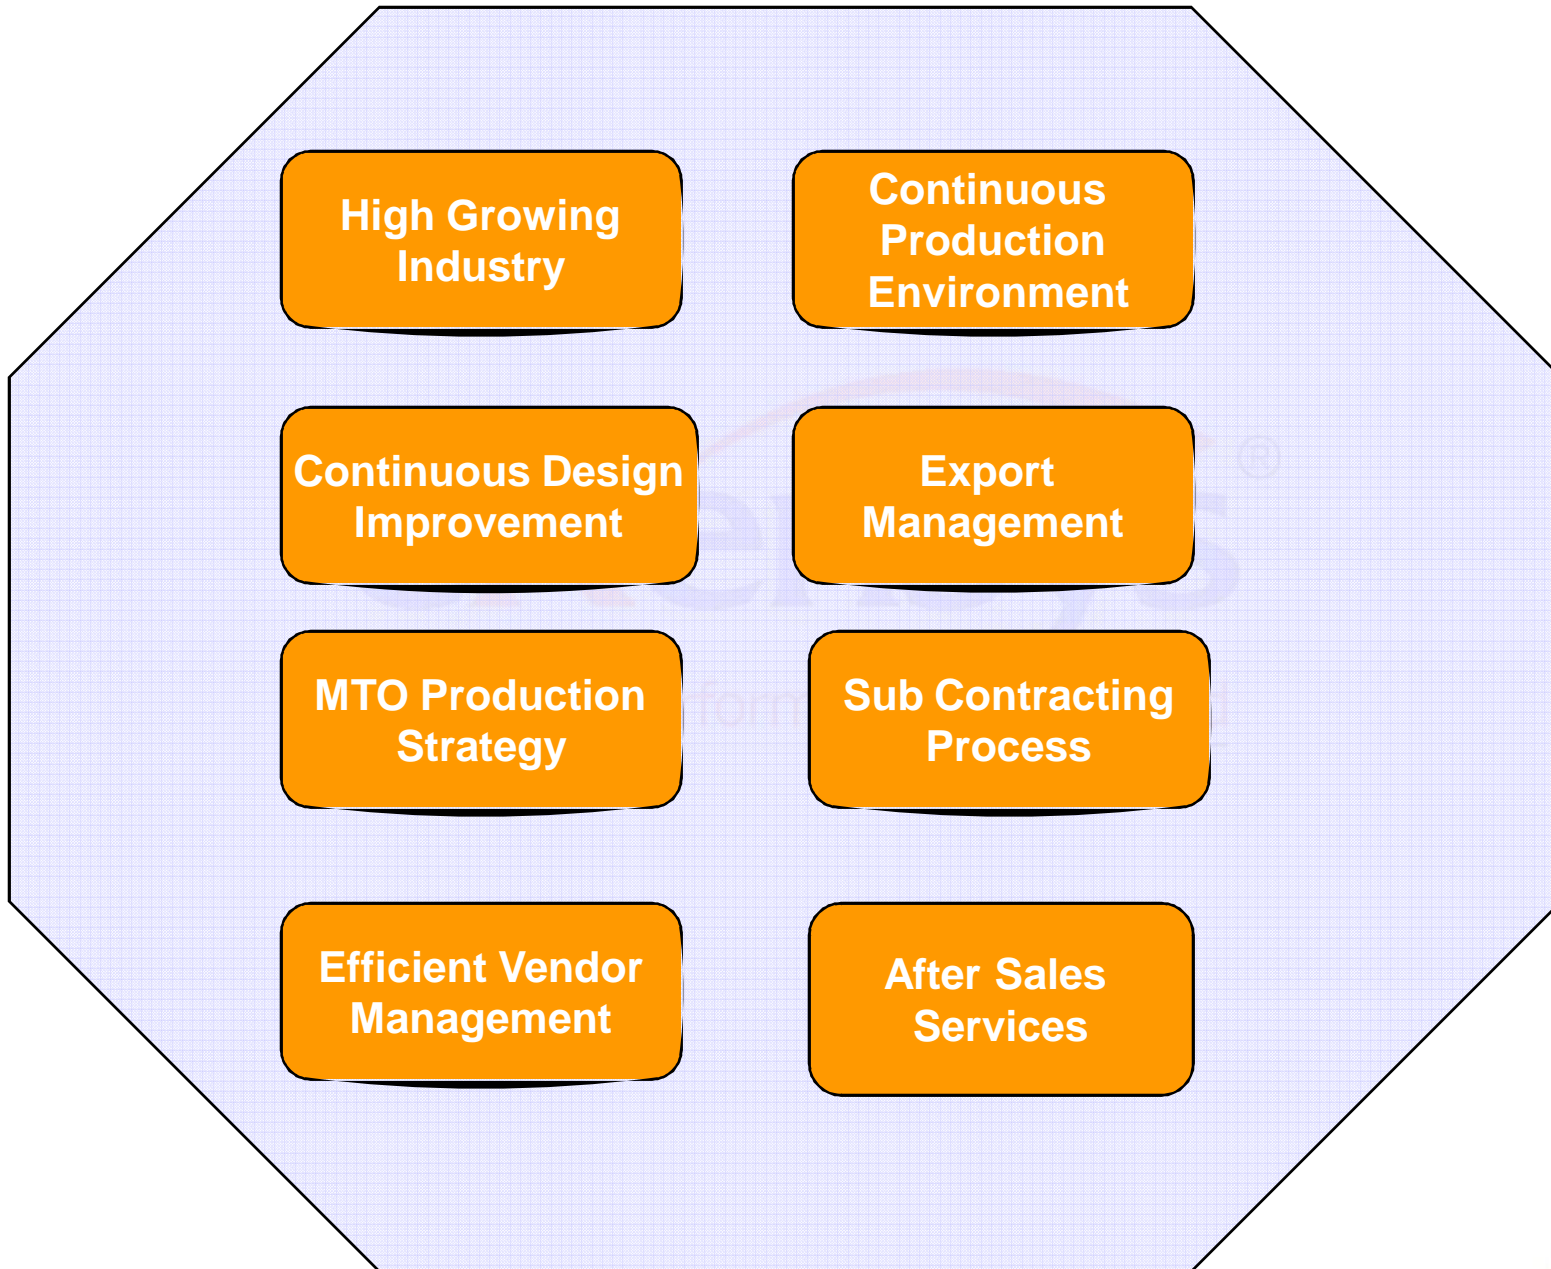 High Growing
Industry
Continuous
Production
Environment
Continuous Design
Improvement
Export
Management
®
MTO Production
Strategy
Sub Contracting
Process
Efficient Vendor
Management
After Sales
Services